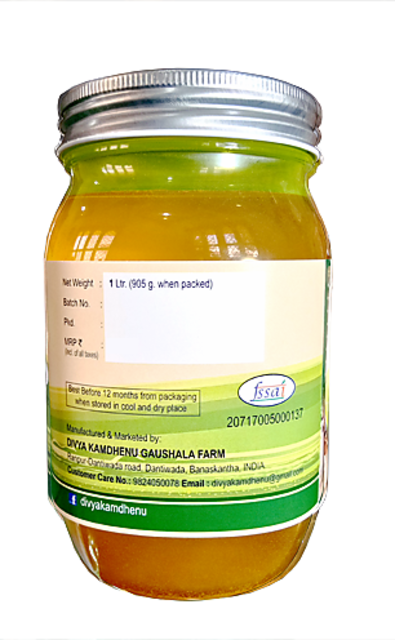 Net Weight : 1 Ltr. (905 g. when packed)
Batch No. :
Pkd. :
MRP ₹ :
(incl. of all taxes)
Best Before 12 months from packaging
when stored in cool and dry place
fssai
20717005000137
Manufactured & Marketed by:
DIVYA KAMDHENU GAUSHALA FARM
Ranpur-Dantiwada road, Dantiwada, Banaskantha, INDIA
Customer Care No.: 9824050078 Email : divyakamdhenu@gmail.com
f divyakamdhenu